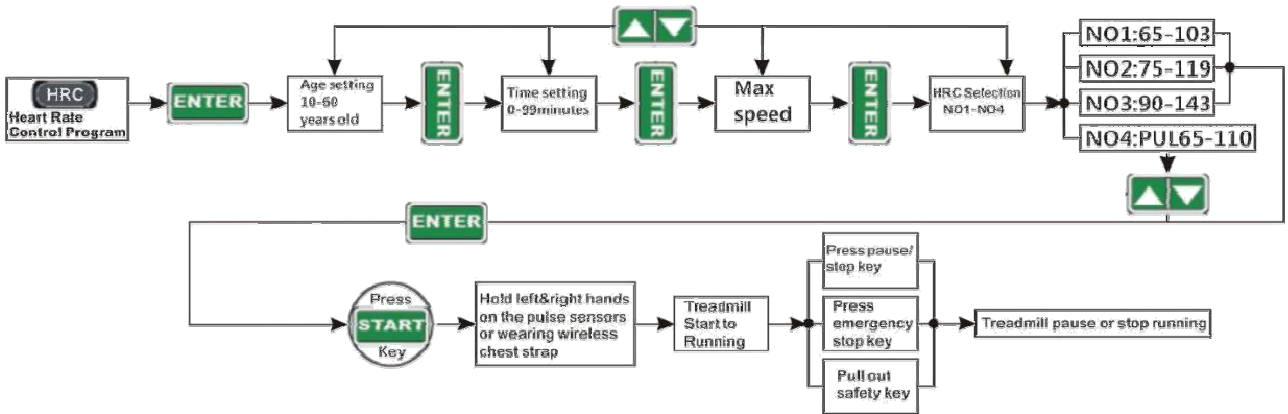 HRC
Heart Rate
Control Program
ENTER
Age setting
10-60
years old
ENTER
Time setting
0-99minutes
ENTER
Max
speed
ENTER
HRC Selection
NO1-NO4
NO1:65-103
NO2:75-119
NO3:90-143
NO4:PUL65-110
ENTER
Press
START
Key
Hold left&right hands
on the pulse sensors
or wearing wireless
chest strap
Treadmill
Start to
Running
Press pause/
stop key
Press
emergency
stop key
Pull out
safety key
Treadmill pause or stop running